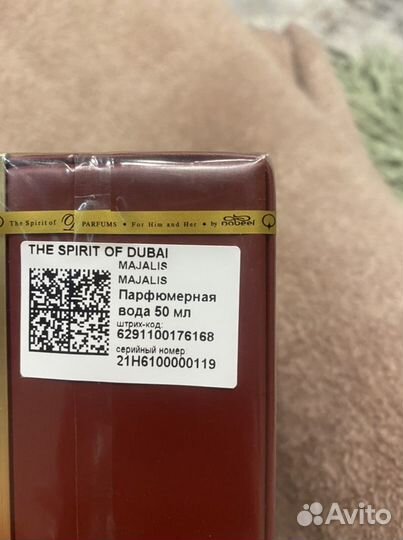 The Spirit of D PARFUMS • For Him and Her • by nabeel
THE SPIRIT OF DUBAI
MAJALIS
MAJALIS
Парфюмерная
вода 50 мл
штрих-код:
6291100176168
серийный номер
21H6100000119
Avito